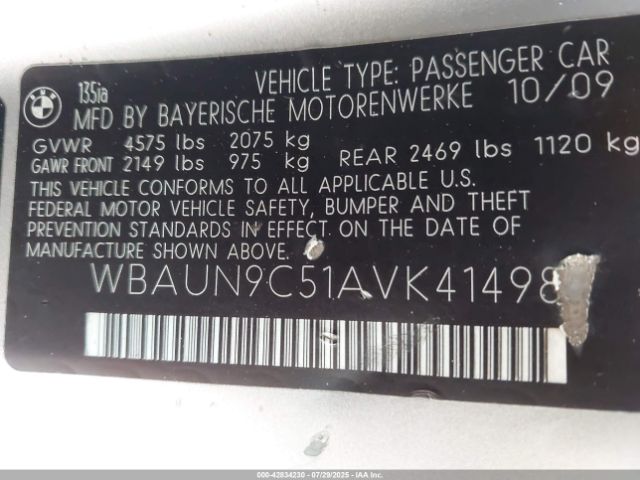 BMW
135ia
VEHICLE TYPE: PASSENGER CAR
MFD BY BAYERISCHE MOTORENWERKE 10/09
GVWR 4575 lbs 2075 kg
GAWR FRONT 2149 lbs 975 kg REAR 2469 lbs 1120 kg
THIS VEHICLE CONFORMS TO ALL APPLICABLE U.S.
FEDERAL MOTOR VEHICLE SAFETY, BUMPER AND THEFT
PREVENTION STANDARDS IN EFFECT ON THE DATE OF
MANUFACTURE SHOWN ABOVE.
WBAUN9C51AVK41498
000-42834230 - 07/29/2025 - IAAI.COM